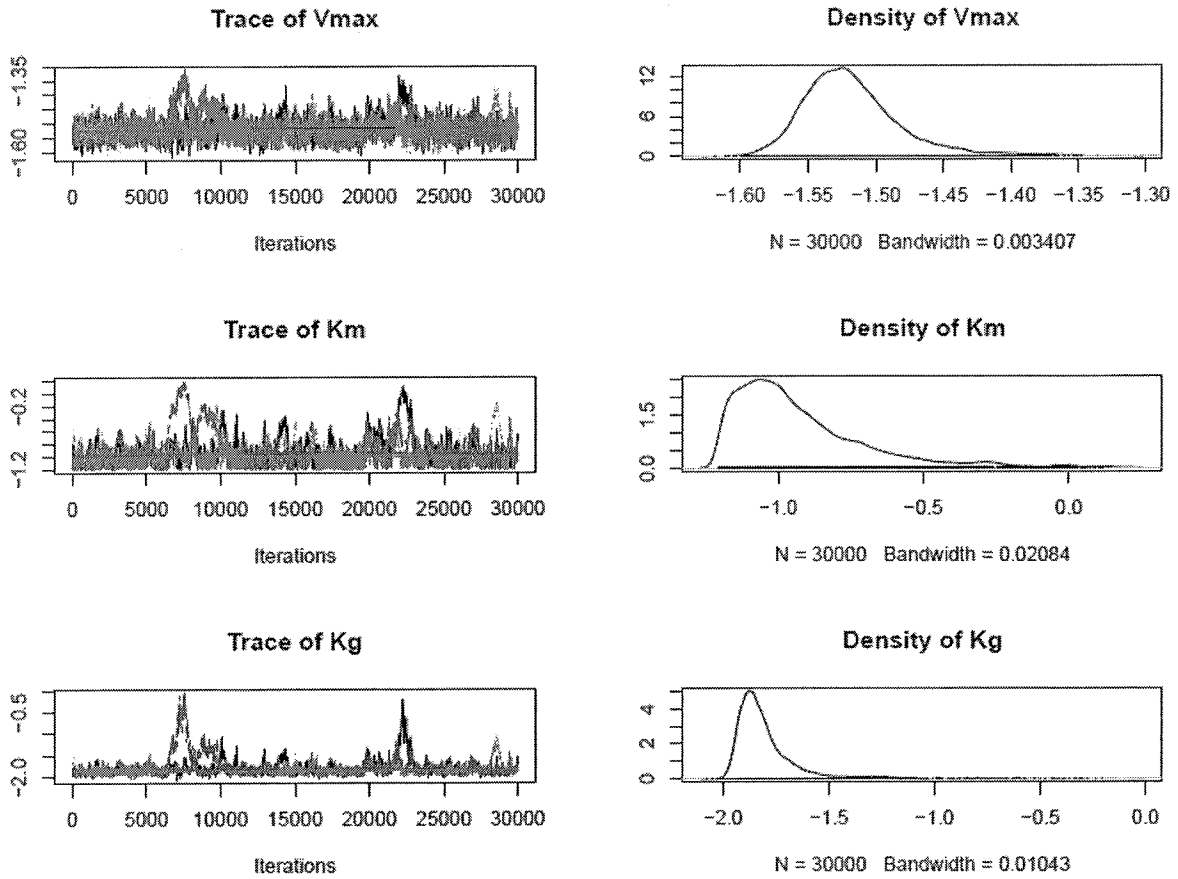 Trace of Vmax
Density of Vmax
−1.60 −1.35
0 5000 10000 15000 20000 25000 30000
Iterations
0 6 12
−1.60 −1.55 −1.50 −1.45 −1.40 −1.35 −1.30
N = 30000 Bandwidth = 0.003407
Trace of Km
Density of Km
−1.2 −0.2
0 5000 10000 15000 20000 25000 30000
Iterations
0.0 1.5
−1.0 −0.5 0.0
N = 30000 Bandwidth = 0.02084
Trace of Kg
Density of Kg
−2.0 −0.5
0 5000 10000 15000 20000 25000 30000
Iterations
0 2 4
−2.0 −1.5 −1.0 −0.5 0.0
N = 30000 Bandwidth = 0.01043